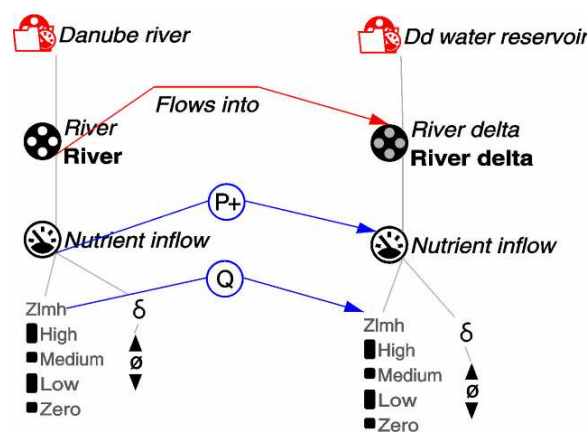 Danube river
Dd water reservoir
Flows into
River
River
River delta
River delta
P+
Nutrient inflow
Nutrient inflow
Q
Zlmh
δ
High
Medium
Low
Zero
ø
Zlmh
δ
High
Medium
Low
Zero
ø